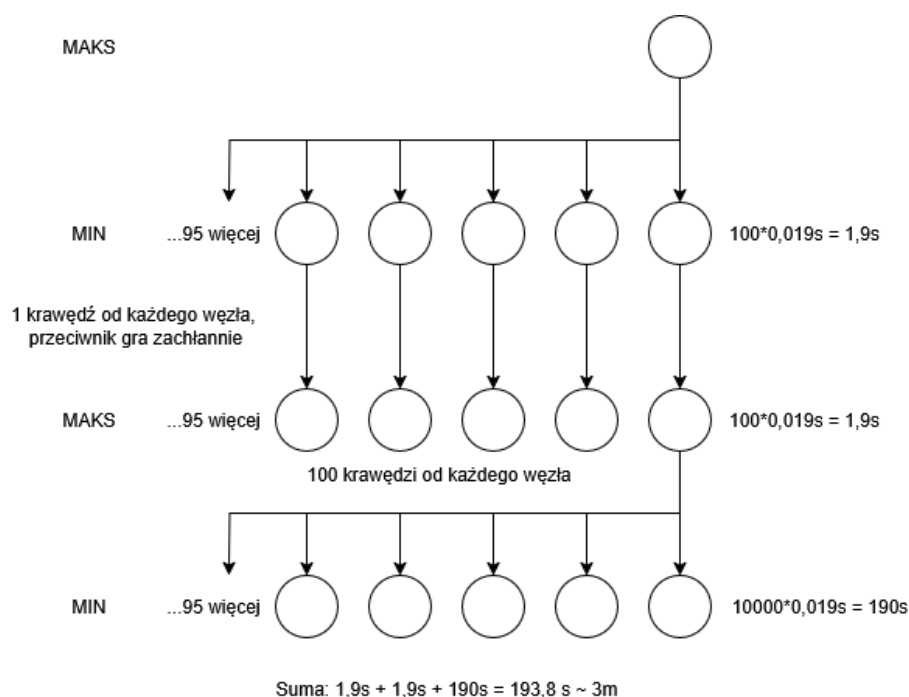 MAKS
MIN
...95 więcej
100*0,019s = 1,9s
1 krawędź od każdego węzła,
przeciwnik gra zachłannie
MAKS
...95 więcej
100*0,019s = 1,9s
100 krawędzi od każdego węzła
MIN
...95 więcej
10000*0,019s = 190s
Suma: 1,9s + 1,9s + 190s = 193,8 s ~ 3m